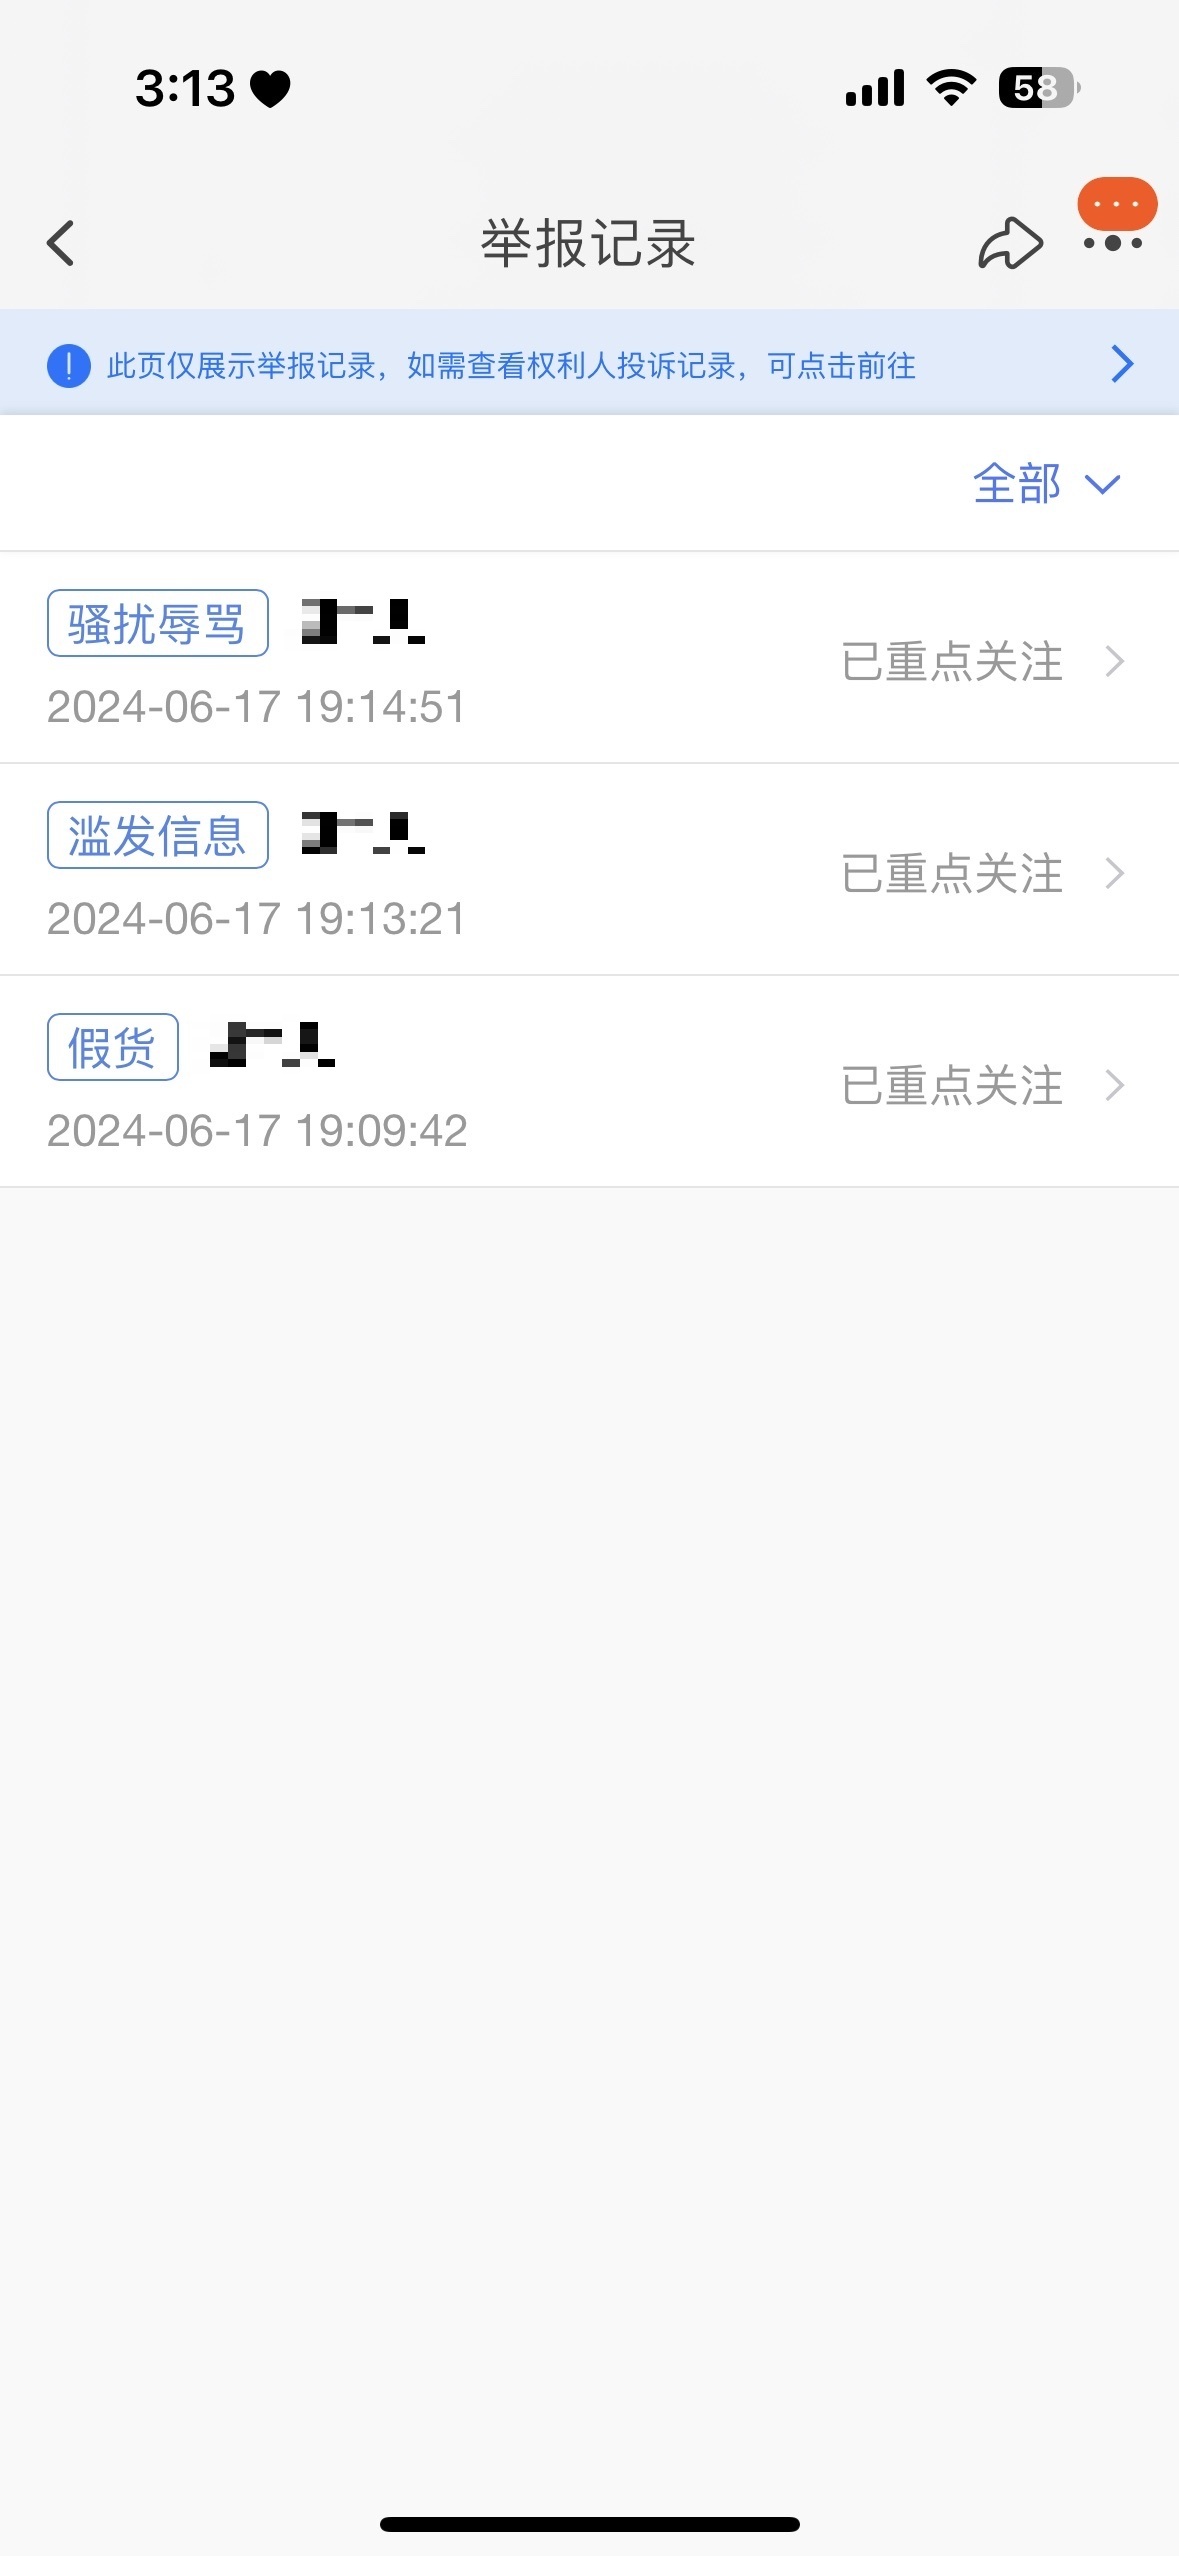 3:13
58
举报记录
此页仅展示举报记录，如需查看权利人投诉记录，可点击前往
全部
骚扰辱骂
已重点关注
2024-06-17 19:14:51
滥发信息
已重点关注
2024-06-17 19:13:21
假货
已重点关注
2024-06-17 19:09:42